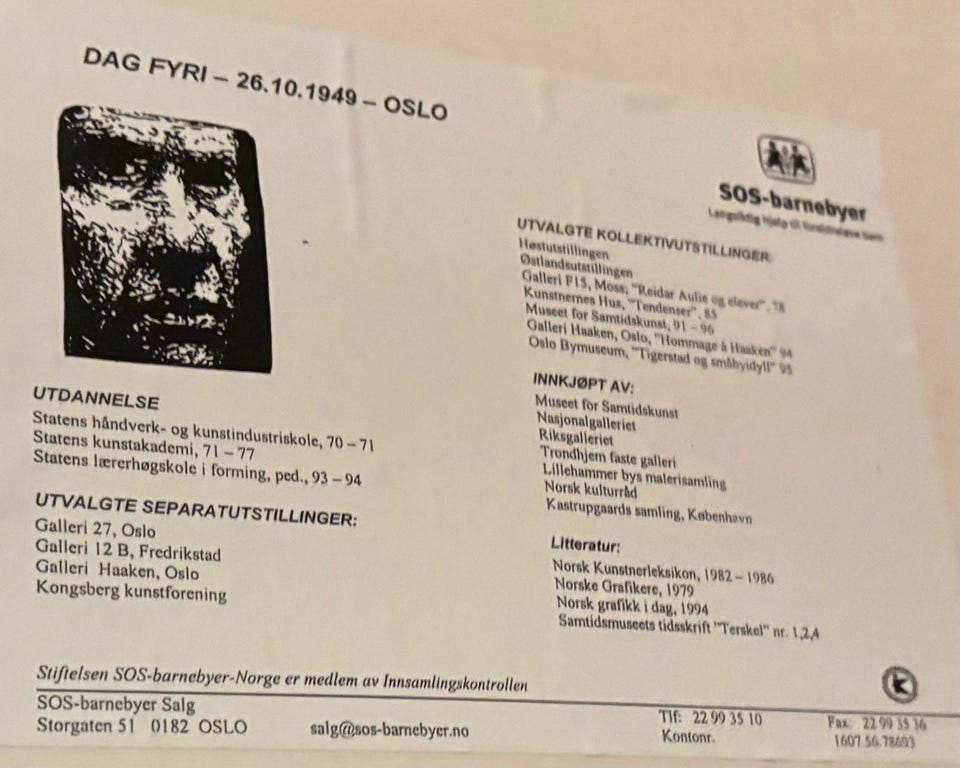 DAG FYRI – 26.10.1949 – OSLO
SOS-barnebyer
Langsiktig hjelp til foreldreløse barn
UTDANNELSE
Statens håndverk- og kunstindustriskole, 70 – 71
Statens kunstakademi, 71 – 77
Statens lærerhøgskole i forming, ped., 93 – 94
UTVALGTE SEPARATUTSTILLINGER:
Galleri 27, Oslo
Galleri 12 B, Fredrikstad
Galleri Haaken, Oslo
Kongsberg kunstforening
UTVALGTE KOLLEKTIVUTSTILLINGER:
Høstutstillingen
Østlandsutstillingen
Galleri F15, Moss, "Reidar Aulie og elever", 78
Kunstnernes Hus, "Tendenser", 85
Museet for Samtidskunst, 91 – 96
Galleri Haaken, Oslo, "Hommage à Haaken" 94
Oslo Bymuseum, "Tigerstad og småbyidyll" 95
INNKJØPT AV:
Museet for Samtidskunst
Nasjonalgalleriet
Riksgalleriet
Trondhjem faste galleri
Lillehammer bys malerisamling
Norsk kulturråd
Kastrupgaards samling, København
Litteratur:
Norsk Kunstnerleksikon, 1982 – 1986
Norske Grafikere, 1979
Norsk grafikk i dag, 1994
Samtidsmuseets tidsskrift "Terskel" nr. 1,2,4
Stiftelsen SOS-barnebyer-Norge er medlem av Innsamlingskontrollen
K
SOS-barnebyer Salg
Storgaten 51 0182 OSLO salg@sos-barnebyer.no
Tlf: 22 99 35 10 Fax: 22 99 35 36
Kontonr. 1607.56.78693